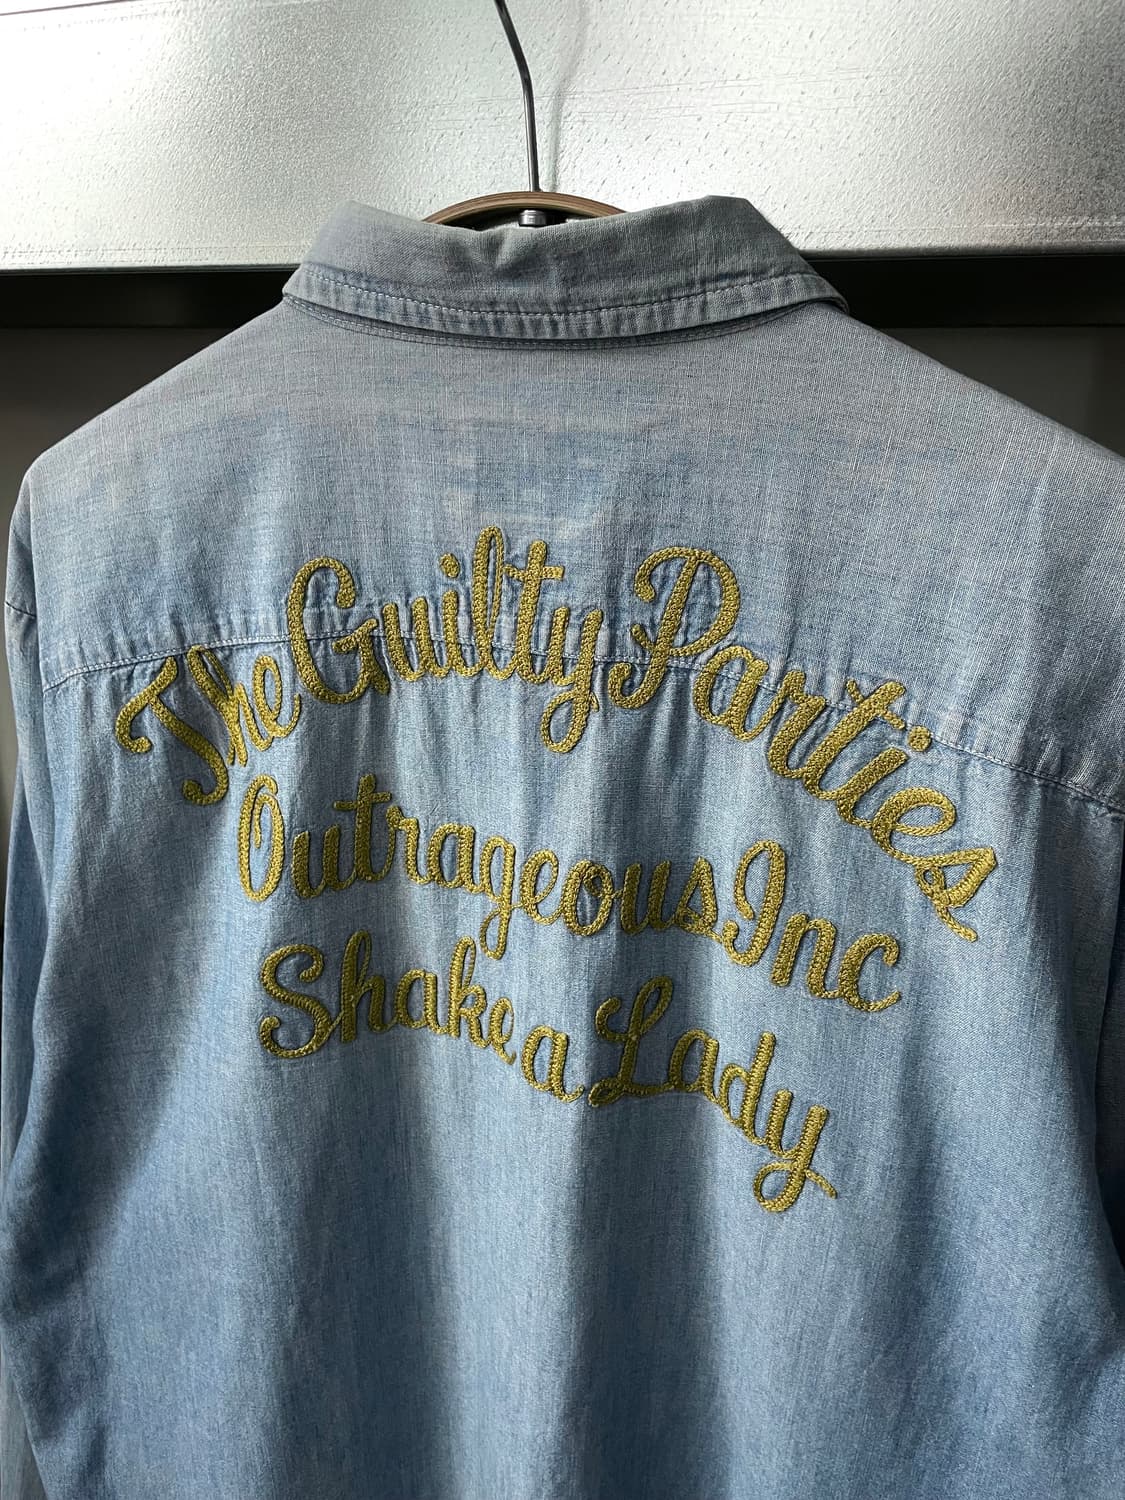 The Guilty Parties
Outrageous Inc
Shake a Lady